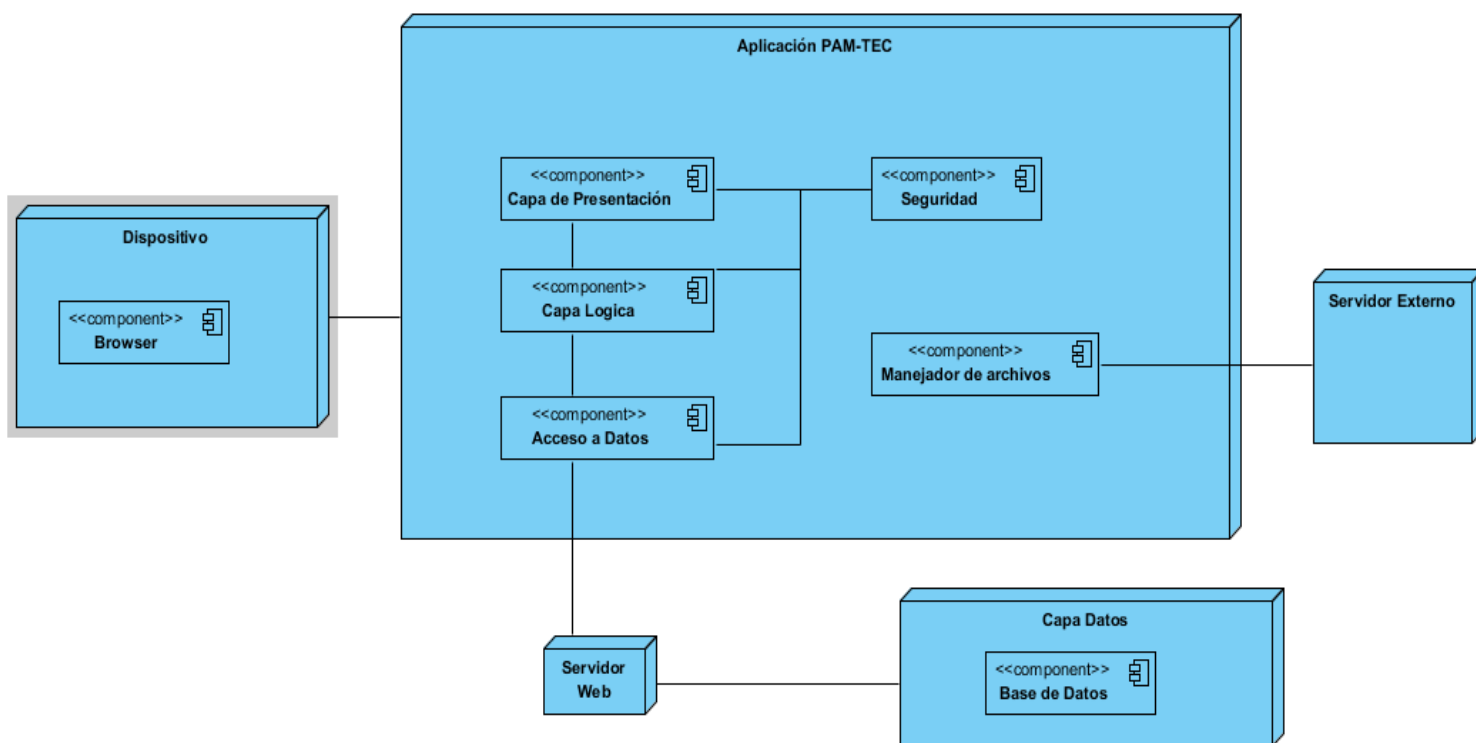 Aplicación PAM-TEC
<<component>>
Capa de Presentación
<<component>>
Seguridad
Dispositivo
<<component>>
Browser
<<component>>
Capa Logica
Servidor Externo
<<component>>
Manejador de archivos
<<component>>
Acceso a Datos
Servidor
Web
Capa Datos
<<component>>
Base de Datos